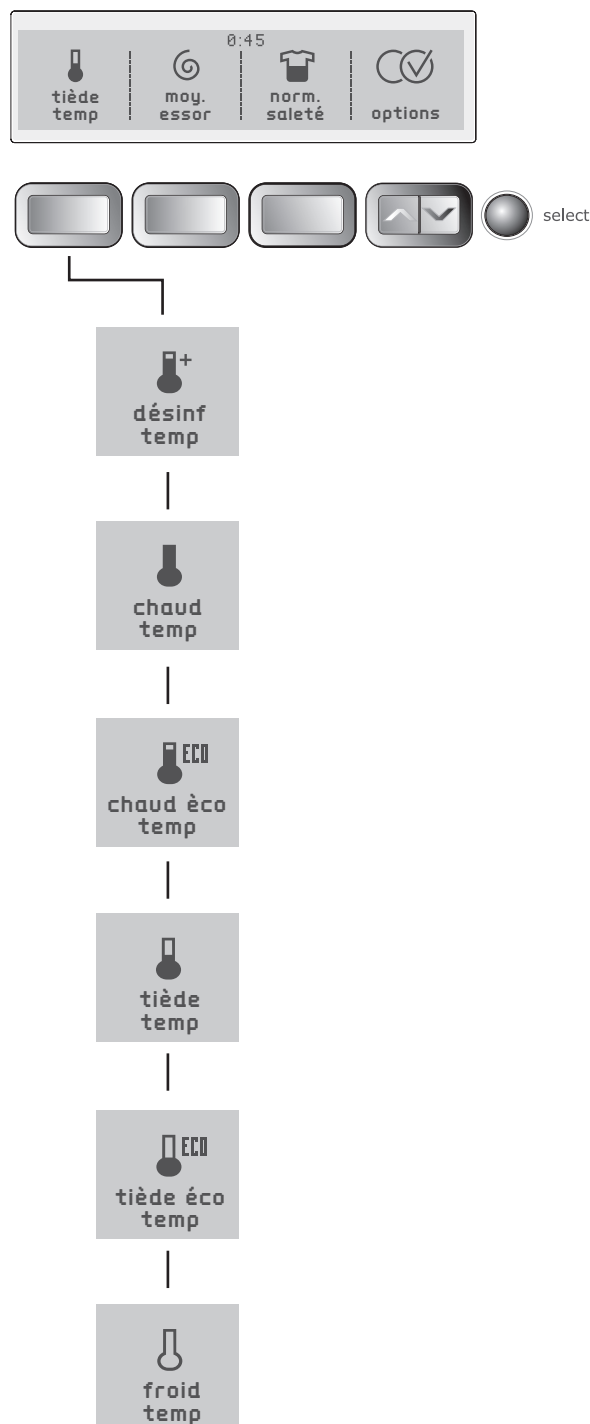 0:45
tiède moy. norm.
temp essor saleté options
select
désinf
temp
chaud
temp
ECO
chaud èco
temp
tiède
temp
ECO
tiède éco
temp
froid
temp